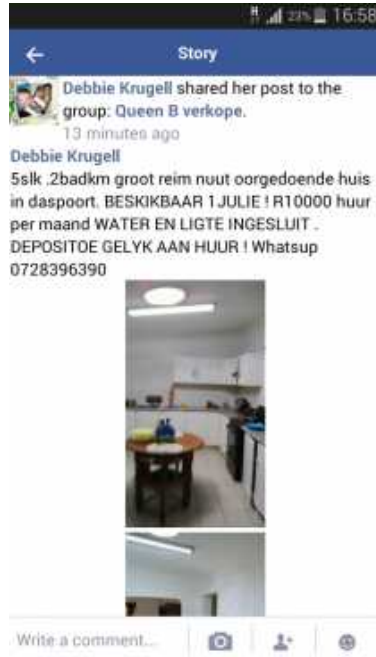 H 23% 16:58
Story
Debbie Krugell shared her post to the
group: Queen B verkope.
13 minutes ago
Debbie Krugell
5slk .2badkm groot reim nuut oorgedoende huis
in daspoort. BESKIKBAAR 1JULIE ! R10000 huur
per maand WATER EN LIGTE INGESLUIT .
DEPOSITOE GELYK AAN HUUR ! Whatsup
0728396390
Write a comment...